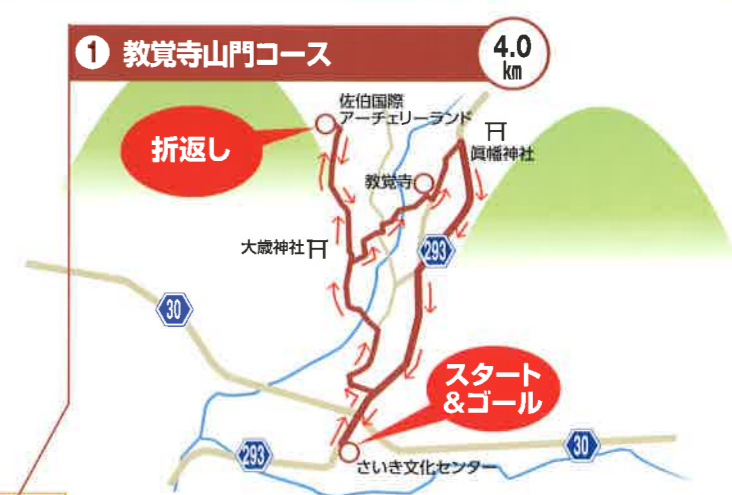 ① 教覚寺山門コース
4.0
km
佐伯国際
アーチェリーランド
折返し
眞幡神社
教覚寺
大歳神社
293
30
スタート
&ゴール
293
30
さいき文化センター